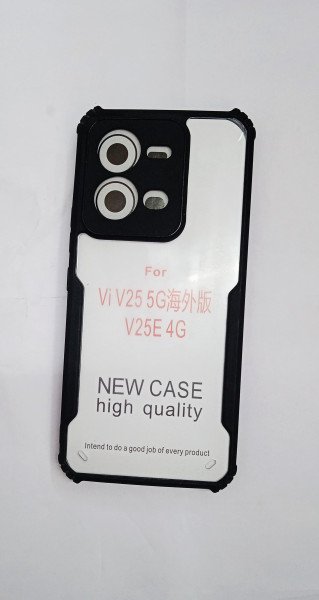 For
Vi V25 5G海外版
V25E 4G
NEW CASE
high quality
Intend to do a good job of every product